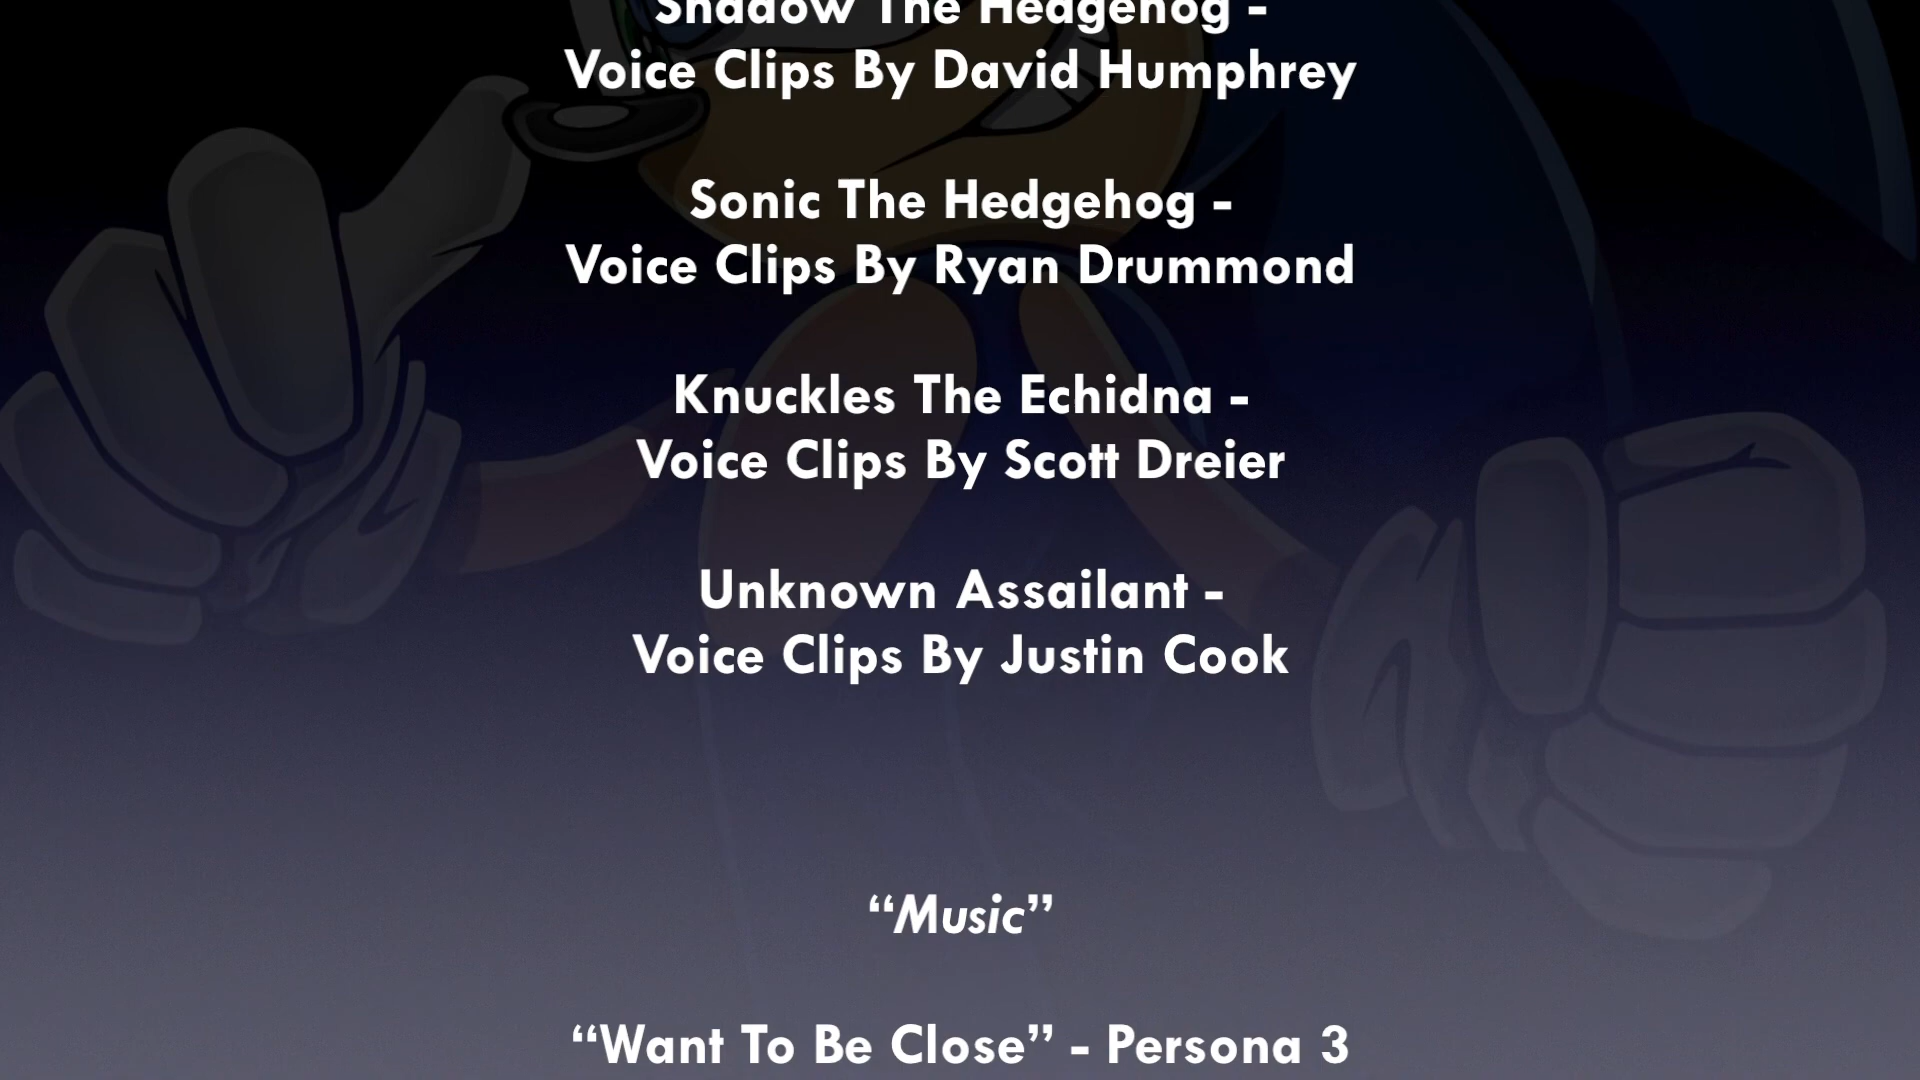 Shadow The Hedgehog -
Voice Clips By David Humphrey
Sonic The Hedgehog -
Voice Clips By Ryan Drummond
Knuckles The Echidna -
Voice Clips By Scott Dreier
Unknown Assailant -
Voice Clips By Justin Cook
“Music”
“Want To Be Close” - Persona 3